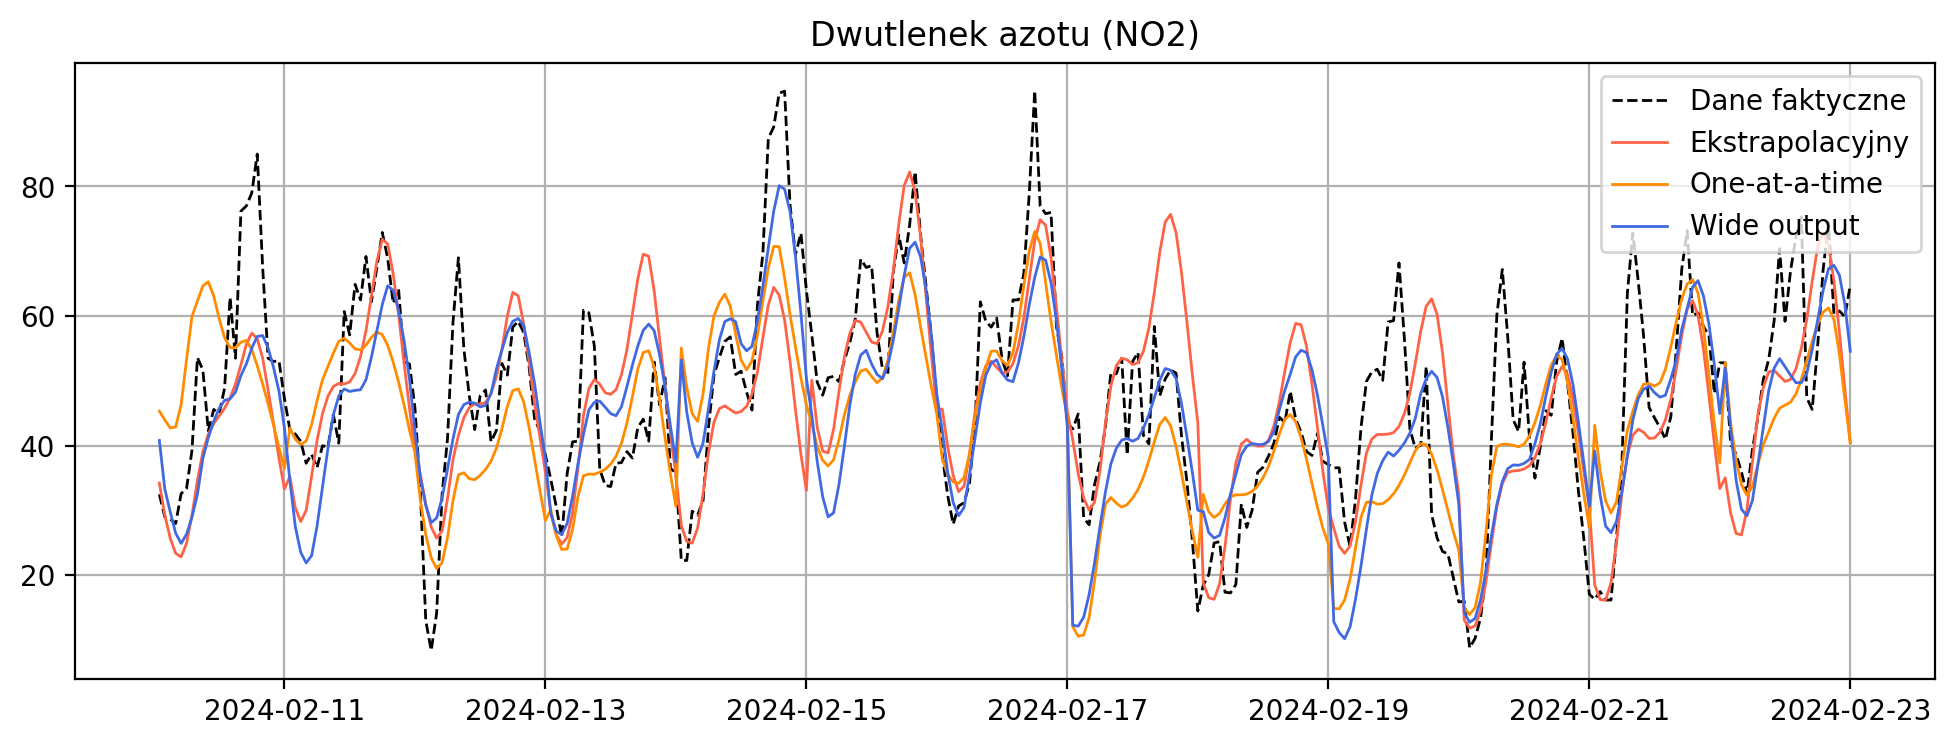 Dwutlenek azotu (NO2)
Dane faktyczne
Ekstrapolacyjny
One-at-a-time
Wide output
80
60
40
20
2024-02-11
2024-02-13
2024-02-15
2024-02-17
2024-02-19
2024-02-21
2024-02-23